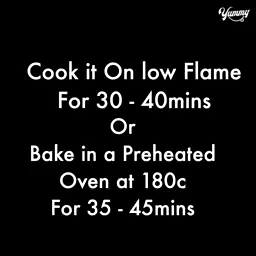 Yummy
Cook it On low Flame
For 30 - 40mins
Or
Bake in a Preheated
Oven at 180c
For 35 - 45mins